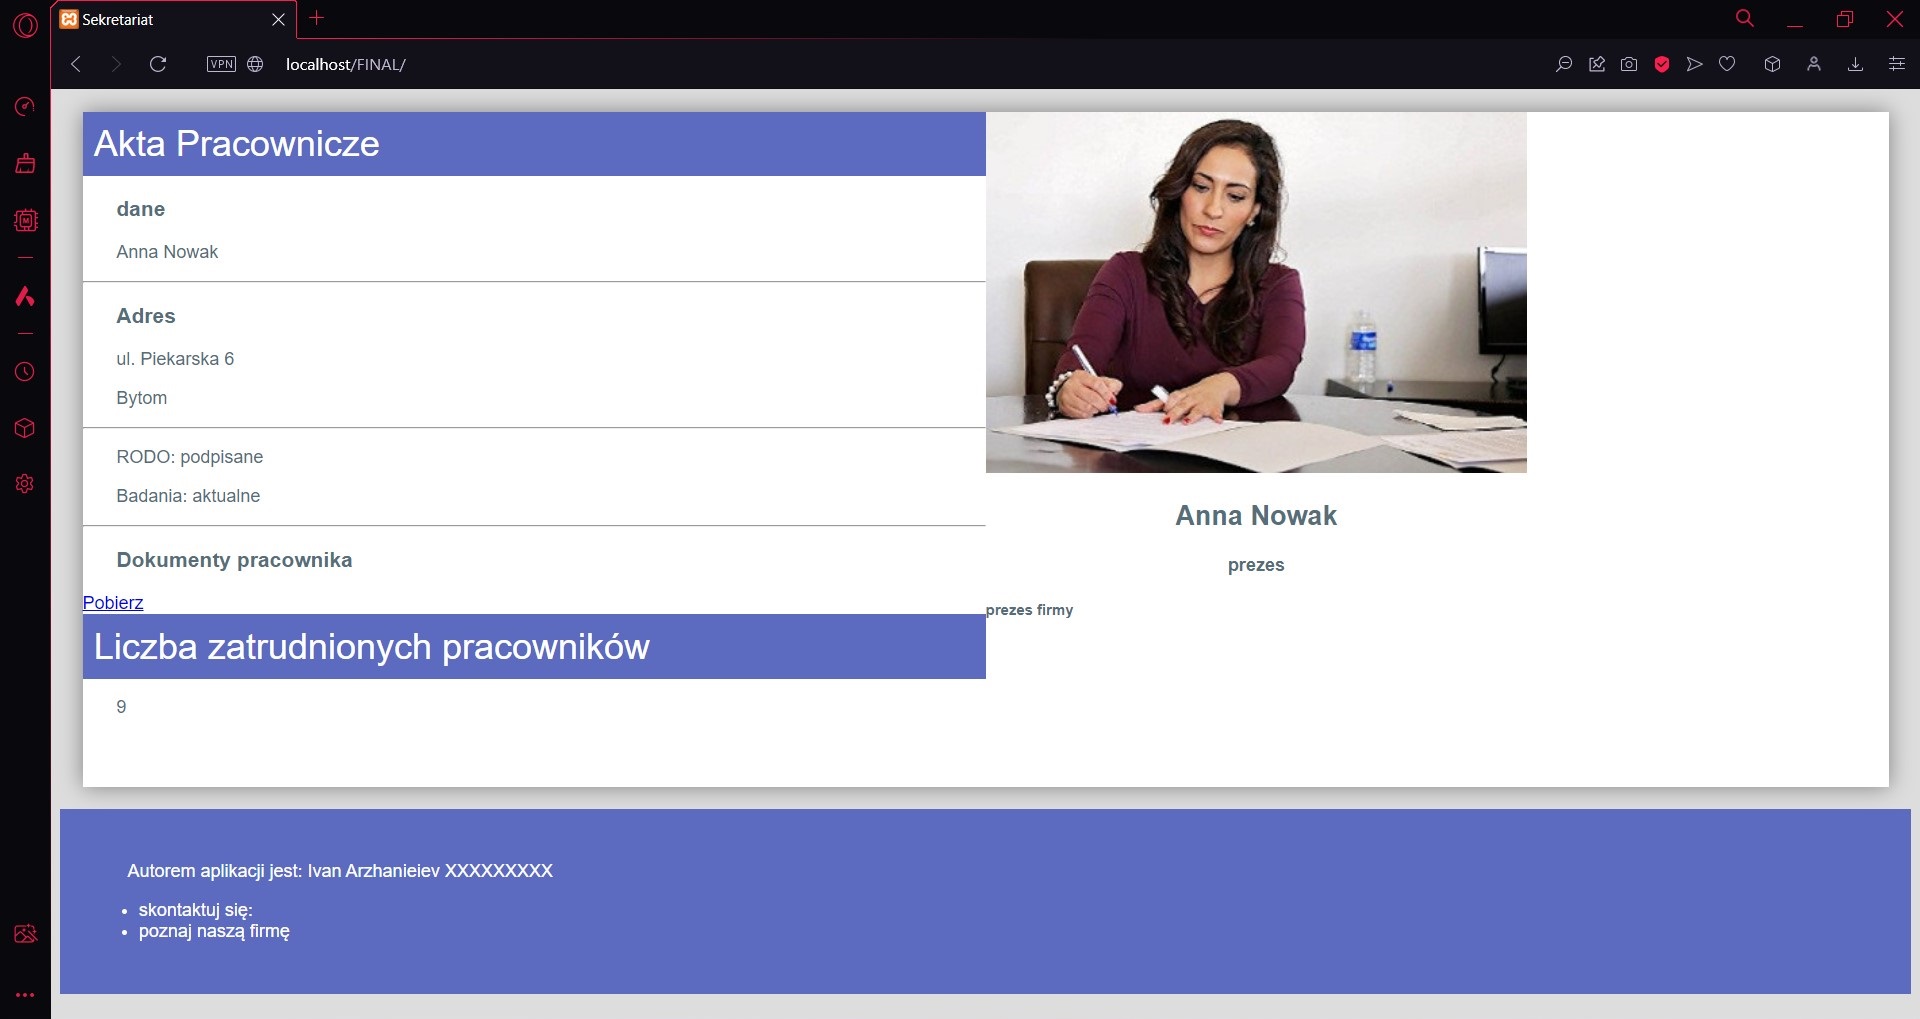 Sekretariat
VPN
localhost/FINAL/
Akta Pracownicze
dane
Anna Nowak
Adres
ul. Piekarska 6
Bytom
RODO: podpisane
Badania: aktualne
Dokumenty pracownika
Pobierz
Liczba zatrudnionych pracowników
9
Anna Nowak
prezes
prezes firmy
Autorem aplikacji jest: Ivan Arzhanieiev XXXXXXXXX
• skontaktuj się:
• poznaj naszą firmę